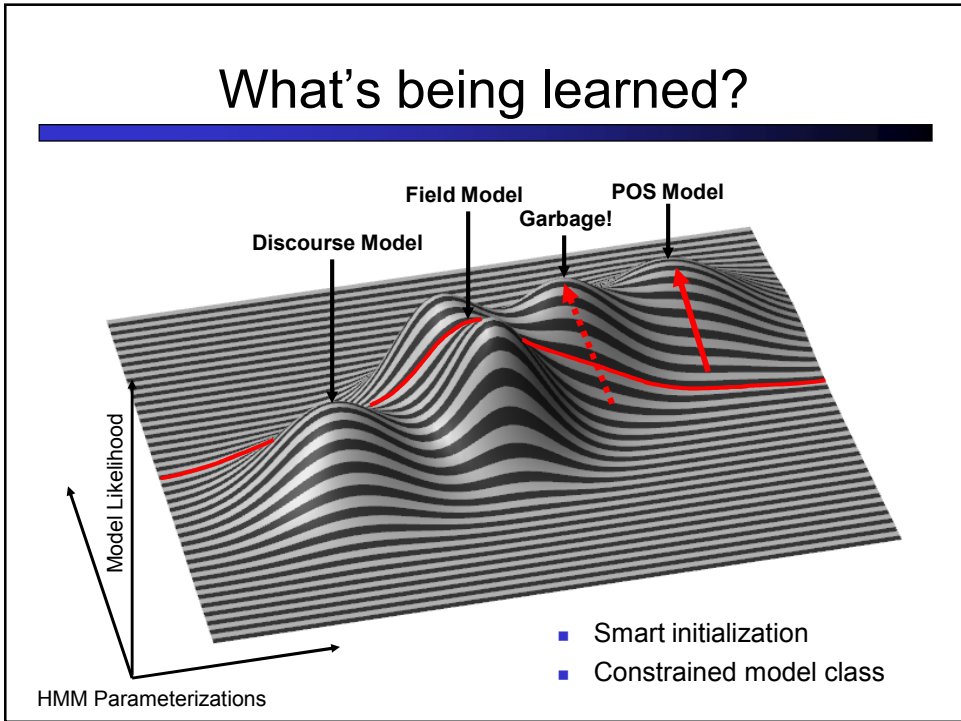 What's being learned?
Field Model
POS Model
Garbage!
Discourse Model
Model Likelihood
HMM Parameterizations
■ Smart initialization
■ Constrained model class